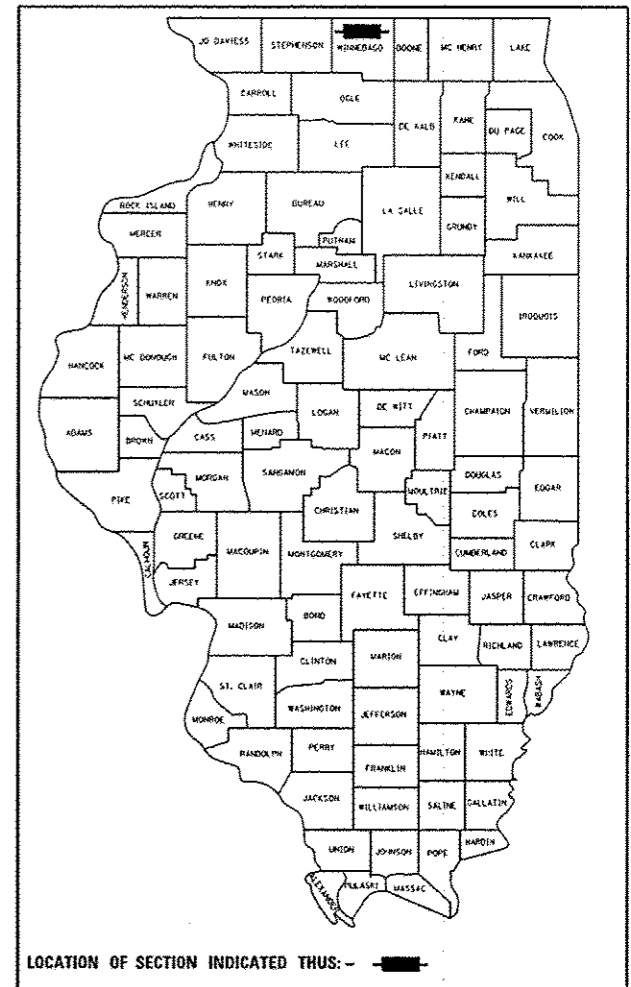 JO DAVIESS STEPHENSON WINNEBAGO BOONE MC HENRY LAKE
CARROLL OGLE
DE KALB KANE DU PAGE COOK
WHITESIDE LEE
KENDALL
ROCK ISLAND HENRY BUREAU LA SALLE GRUNDY WILL
MERCER PUTNAM KANKAKEE
STARK MARSHALL LIVINGSTON
HENDERSON WARREN KNOX PEORIA WOODFORD IROQUOIS
HANCOCK MC DONOUGH FULTON TAZEWELL MC LEAN FORD
SCHUYLER MASON LOGAN DE WITT CHAMPAIGN VERMILION
ADAMS BROWN CASS MENARD MACON PIATT
PIKE SCOTT MORGAN SANGAMON MOULTRIE DOUGLAS EDGAR
CHRISTIAN COLES
CALHOUN GREENE MACOUPIN MONTGOMERY SHELBY CUMBERLAND CLARK
JERSEY
FAYETTE EFFINGHAM JASPER CRAWFORD
MADISON BOND
CLAY RICHLAND LAWRENCE
CLINTON MARION
ST. CLAIR WAYNE EDWARDS WABASH
MONROE WASHINGTON JEFFERSON
RANDOLPH PERRY HAMILTON WHITE
FRANKLIN
JACKSON WILLIAMSON SALINE GALLATIN
UNION JOHNSON POPE HARDIN
ALEXANDER PULASKI MASSAC
LOCATION OF SECTION INDICATED THUS: -